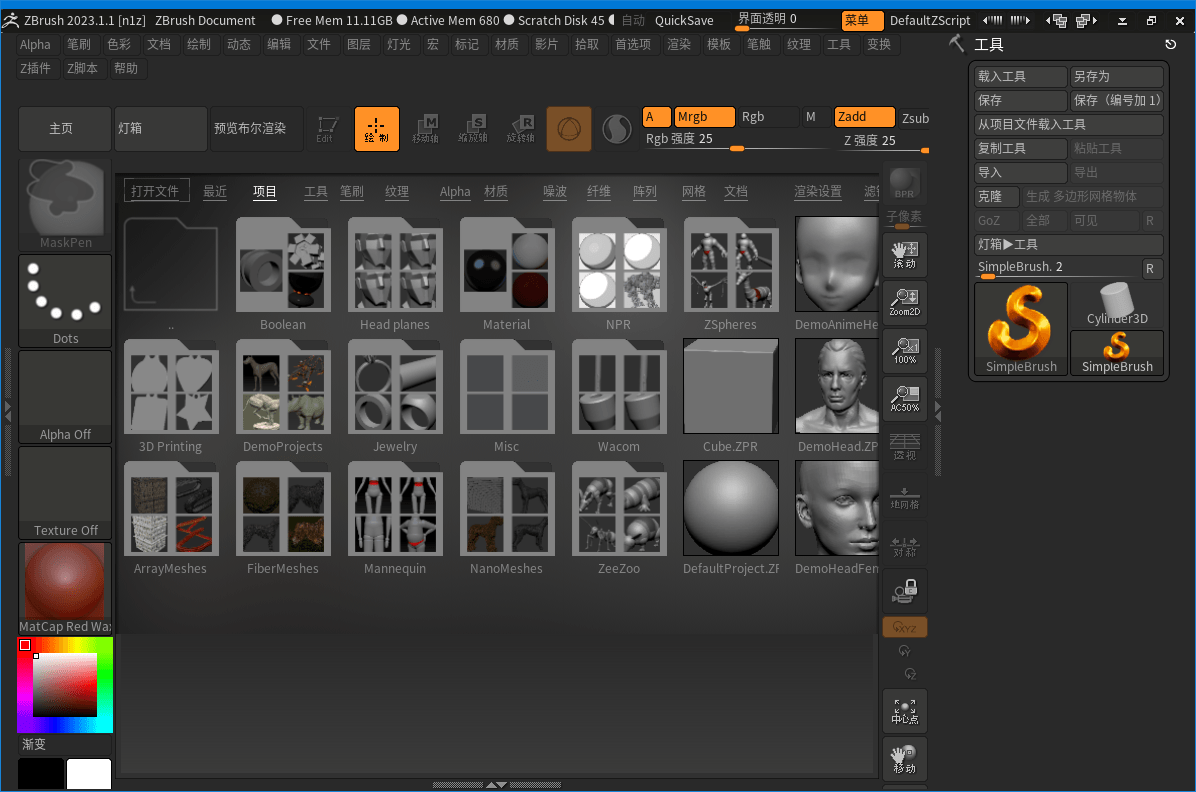 ZBrush 2023.1.1 [n1z] ZBrush Document Free Mem 11.11GB Active Mem 680 Scratch Disk 45 自动 QuickSave 界面透明 0 菜单 DefaultZScript
Alpha 笔刷 色彩 文档 绘制 动态 编辑 文件 图层 灯光 宏 标记 材质 影片 拾取 首选项 渲染 模板 笔触 纹理 工具 变换
Z插件 Z脚本 帮助
主页 灯箱 预览布尔渲染 Edit 绘制 移动轴 缩放轴 旋转轴 A Mrgb Rgb M Zadd Zsub
Rgb 强度 25 Z 强度 25
打开文件 最近 项目 工具 笔刷 纹理 Alpha 材质 噪波 纤维 阵列 网格 文档 渲染设置
MaskPen
Dots
Alpha Off
Texture Off
MatCap Red Wax
渐变
.. Boolean Head planes Material NPR ZSpheres DemoAnimeHe
3D Printing DemoProjects Jewelry Misc Wacom Cube.ZPR DemoHead.ZP
ArrayMeshes FiberMeshes Mannequin NanoMeshes ZeeZoo DefaultProject.ZF DemoHeadFen
BPR
子像素
滚动
Zoom2D
100%
AC50%
透视
地网格
对称
XYZ
Y
Z
中心点
移动
工具
载入工具 另存为
保存 保存（编号加 1）
从项目文件载入工具
复制工具 粘贴工具
导入 导出
克隆 生成 多边形网格物体
GoZ 全部 可见 R
灯箱▶工具
SimpleBrush. 2 R
SimpleBrush Cylinder3D
SimpleBrush